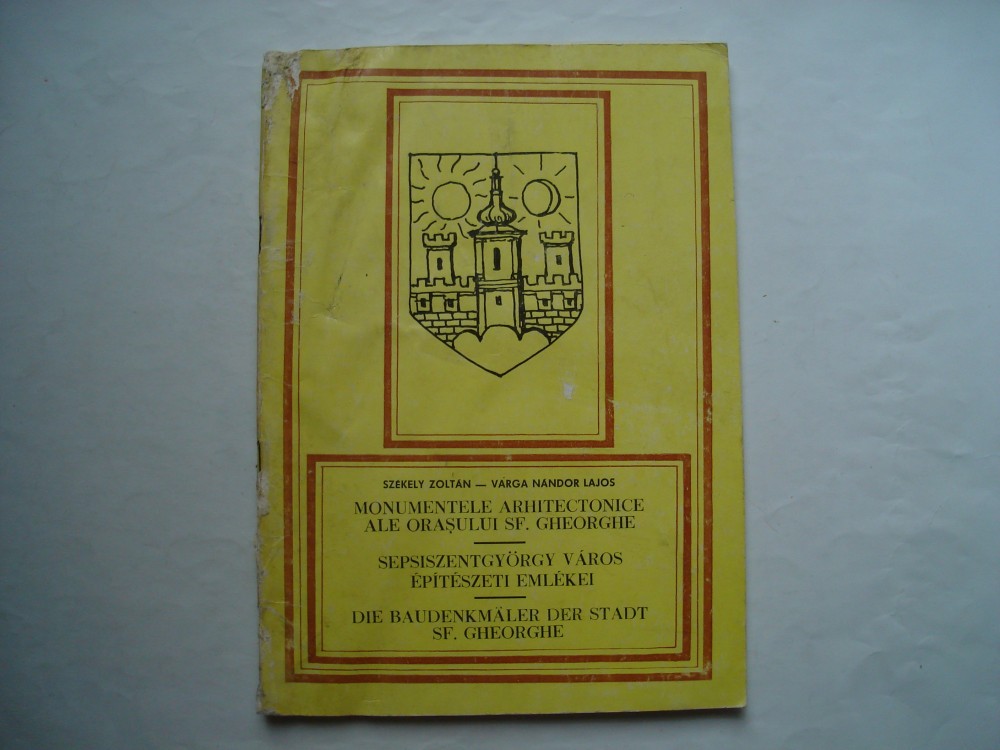 SZÉKELY ZOLTÁN — VARGA NÁNDOR LAJOS
MONUMENTELE ARHITECTONICE
ALE ORAȘULUI SF. GHEORGHE
SEPSISZENTGYÖRGY VÁROS
ÉPÍTÉSZETI EMLÉKEI
DIE BAUDENKMÄLER DER STADT
SF. GHEORGHE